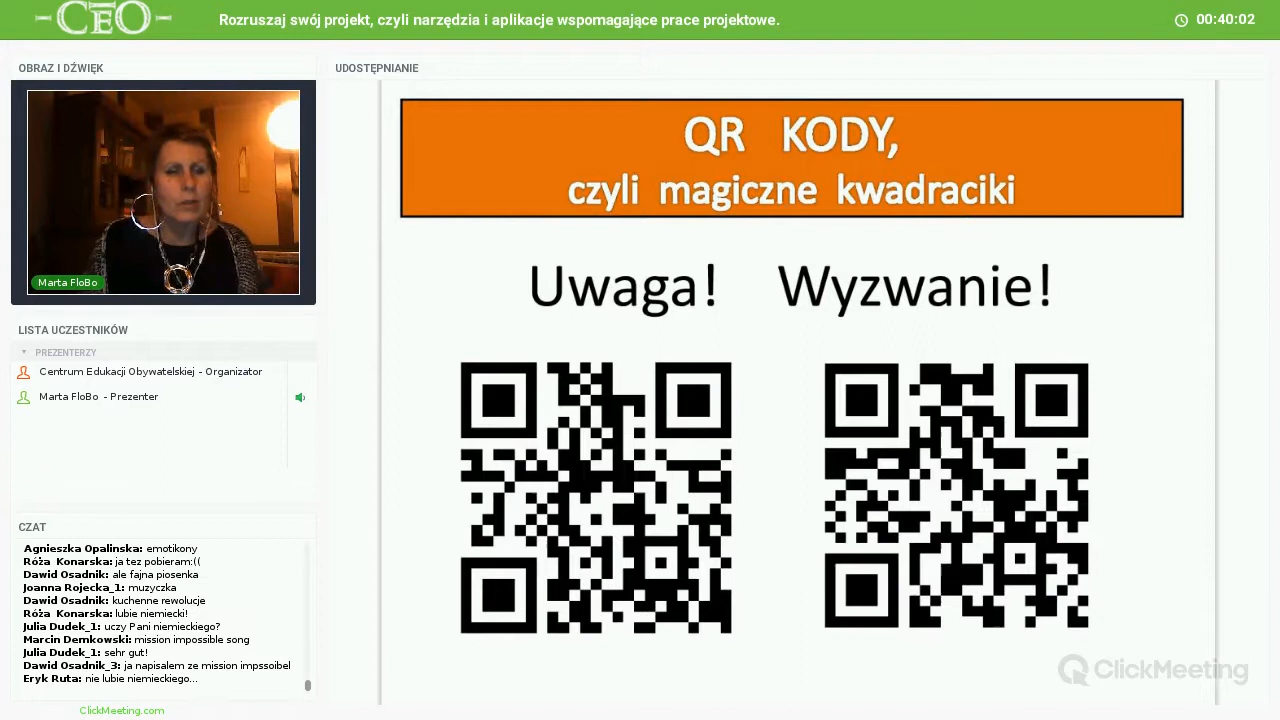 CEO
Rozruszaj swój projekt, czyli narzędzia i aplikacje wspomagające prace projektowe.
00:40:02
OBRAZ I DŹWIĘK
Marta FloBo
LISTA UCZESTNIKÓW
PREZENTERZY
Centrum Edukacji Obywatelskiej - Organizator
Marta FloBo - Prezenter
CZAT
Agnieszka Opalinska: emotikony
Róża Konarska: ja tez pobieram:((
Dawid Osadnik: ale fajna piosenka
Joanna Rojecka_1: muzyczka
Dawid Osadnik: kuchenne rewolucje
Róża Konarska: lubie niemiecki!
Julia Dudek_1: uczy Pani niemieckiego?
Marcin Demkowski: mission impossible song
Julia Dudek_1: sehr gut!
Dawid Osadnik_3: ja napisalem ze mission impssoibel
Eryk Ruta: nie lubie niemieckiego...
ClickMeeting.com
UDOSTĘPNIANIE
QR KODY,
czyli magiczne kwadraciki
Uwaga! Wyzwanie!
ClickMeeting